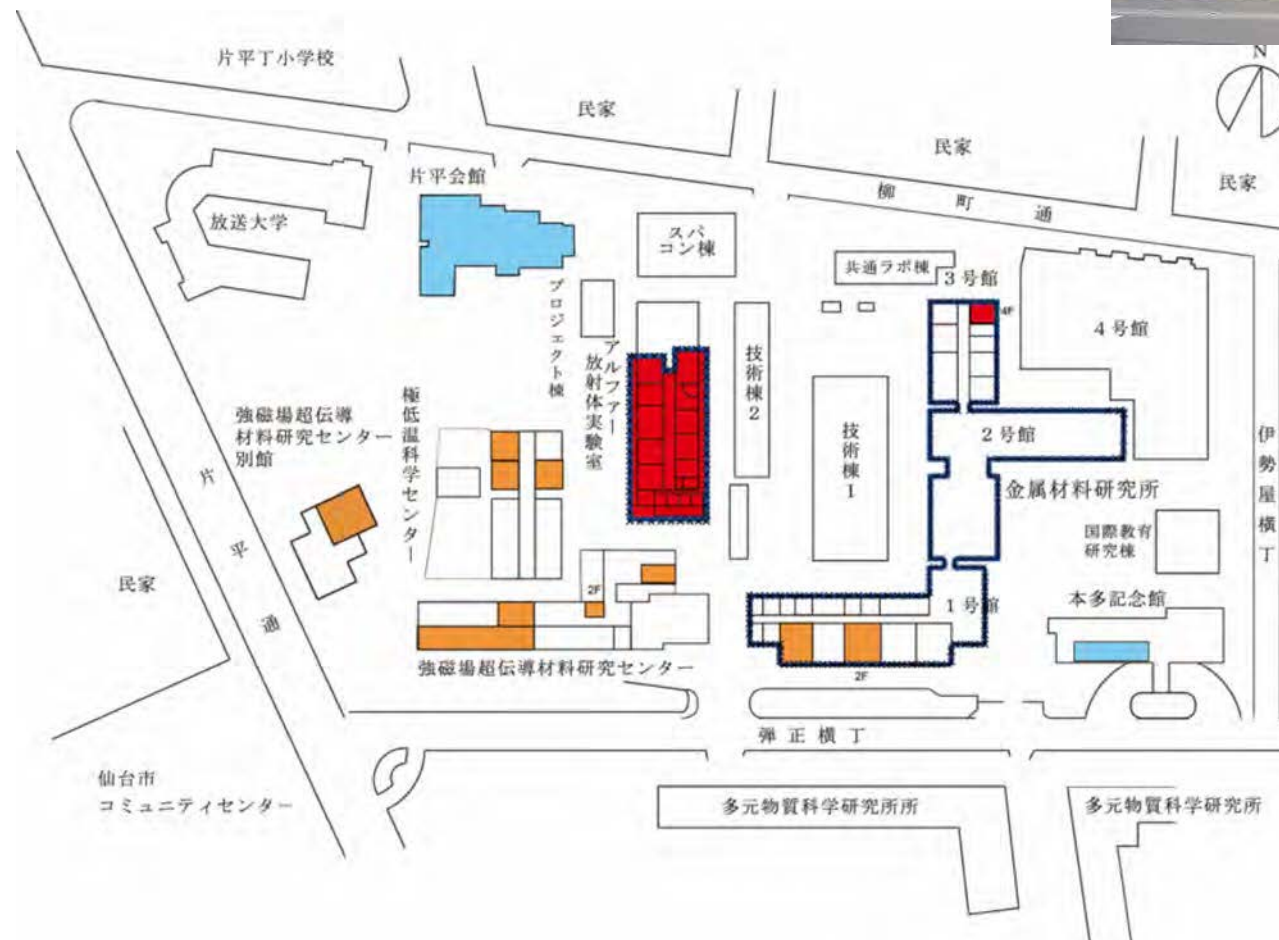 N
片平丁小学校
民家
民家
民家
片平会館
柳町通
放送大学
スパ
コン棟
共通ラボ棟
3号館
4F
4号館
プロジェクト棟
アルファー
放射体実験室
技術棟2
技術棟1
2号館
強磁場超伝導
材料研究センター
別館
極低温科学センター
伊勢屋横丁
金属材料研究所
国際教育
研究棟
片平通
民家
2F
1号館
本多記念館
強磁場超伝導材料研究センター
2F
弾正横丁
仙台市
コミュニティセンター
多元物質科学研究所所
多元物質科学研究所